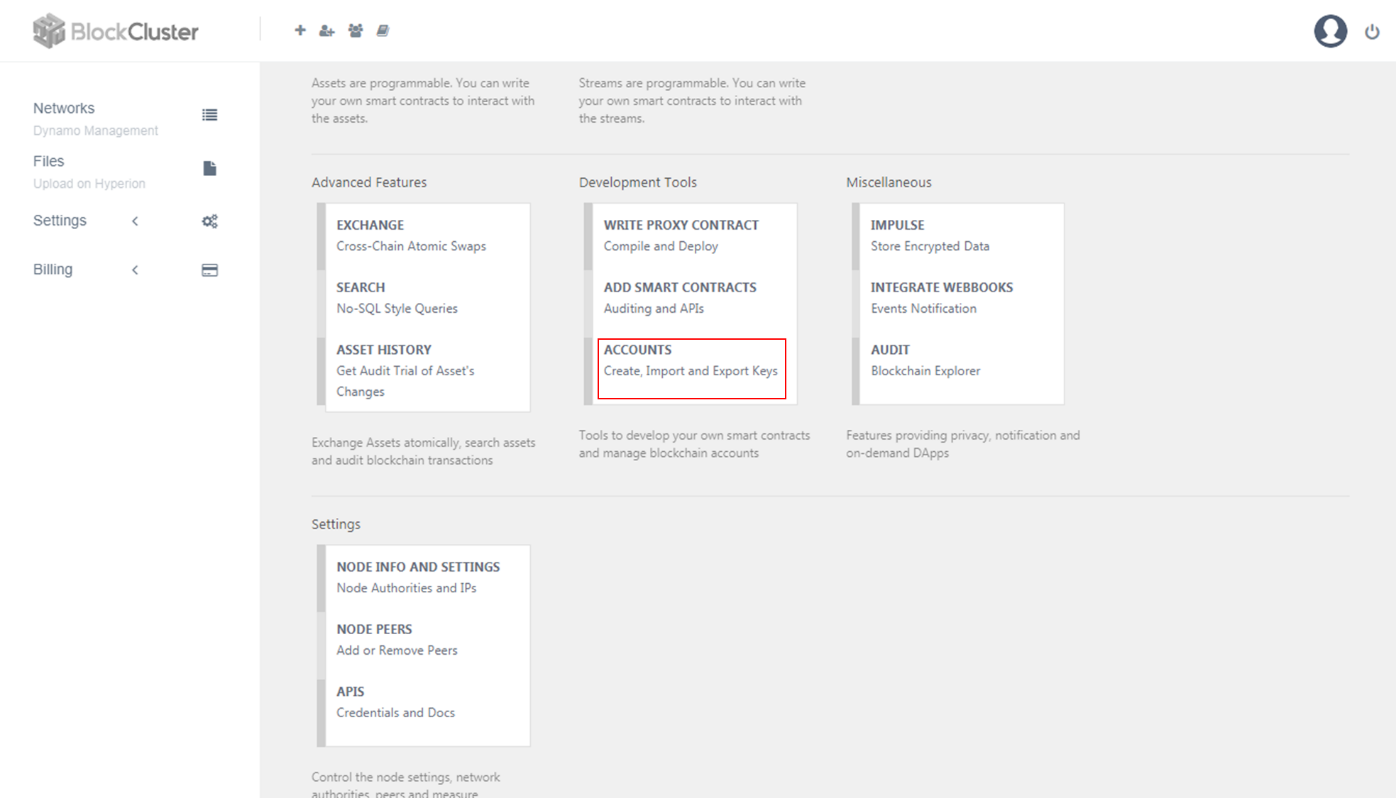 BlockCluster
Networks
Dynamo Management
Files
Upload on Hyperion
Settings
Billing
Assets are programmable. You can write
your own smart contracts to interact with
the assets.
Streams are programmable. You can write
your own smart contracts to interact with
the streams.
Advanced Features
EXCHANGE
Cross-Chain Atomic Swaps
SEARCH
No-SQL Style Queries
ASSET HISTORY
Get Audit Trial of Asset's
Changes
Exchange Assets atomically, search assets
and audit blockchain transactions
Development Tools
WRITE PROXY CONTRACT
Compile and Deploy
ADD SMART CONTRACTS
Auditing and APIs
ACCOUNTS
Create, Import and Export Keys
Tools to develop your own smart contracts
and manage blockchain accounts
Miscellaneous
IMPULSE
Store Encrypted Data
INTEGRATE WEBBOOKS
Events Notification
AUDIT
Blockchain Explorer
Features providing privacy, notification and
on-demand DApps
Settings
NODE INFO AND SETTINGS
Node Authorities and IPs
NODE PEERS
Add or Remove Peers
APIS
Credentials and Docs
Control the node settings, network
authorities, peers and measure